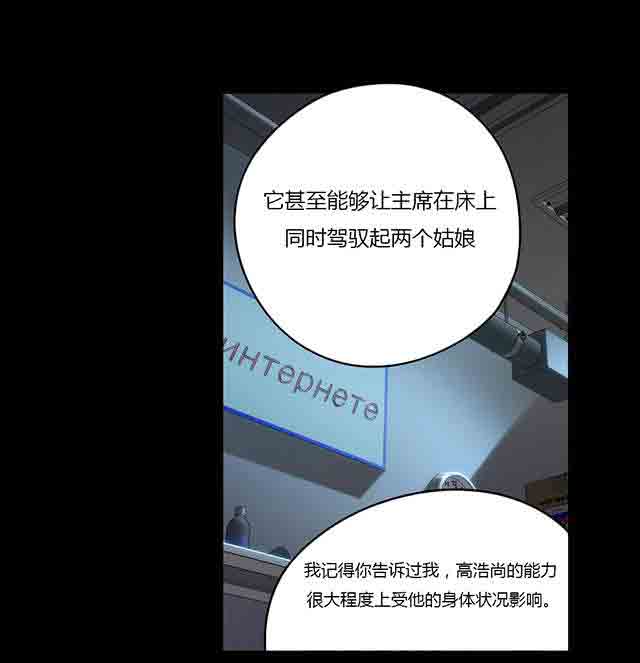 它甚至能够让主席在床上
同时驾驭起两个姑娘
интернете
我记得你告诉过我，高浩尚的能力
很大程度上受他的身体状况影响。